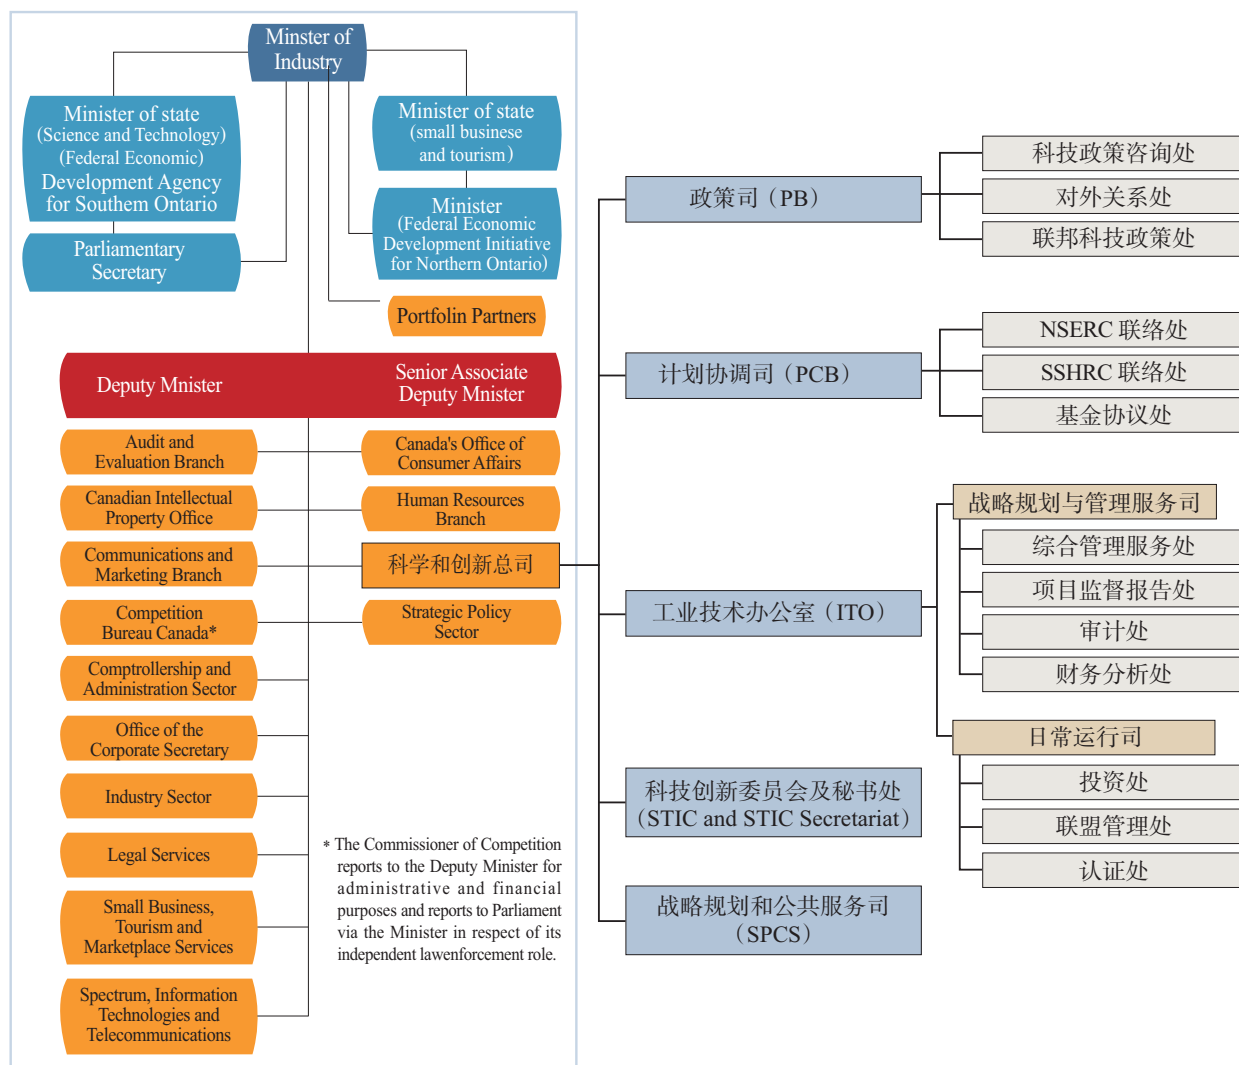 Minster of
Industry
Minister of state
(Science and Technology)
(Federal Economic)
Development Agency
for Southem Ontario
Parliamentary
Secretary
Minister of state
(small business
and tourism)
Minister
(Federal Economic
Development Initiative
for Northern Ontario)
Portfolin Partners
Deputy Mnister
Senior Associate
Deputy Mnister
Audit and
Evaluation Branch
Canada's Office of
Consumer Affairs
Canadian Intellectual
Property Office
Human Resources
Branch
Communications and
Marketing Branch
科学和创新总司
Competition
Bureau Canada*
Strategic Policy
Sector
Comptrollership and
Administration Sector
Office of the
Corporate Secretary
Industry Sector
Legal Services
Small Business,
Tourism and
Marketplace Services
Spectrum, Information
Technologies and
Telecommunications
* The Commissioner of Competition
reports to the Deputy Minister for
administrative and financial
purposes and reports to Parliament
via the Minister in respect of its
independent lawenforcement role.
政策司（PB）
科技政策咨询处
对外关系处
联邦科技政策处
计划协调司（PCB）
NSERC 联络处
SSHRC 联络处
基金协议处
工业技术办公室（ITO）
战略规划与管理服务司
综合管理服务处
项目监督报告处
审计处
财务分析处
日常运行司
投资处
联盟管理处
认证处
科技创新委员会及秘书处
（STIC and STIC Secretariat）
战略规划和公共服务司
（SPCS）